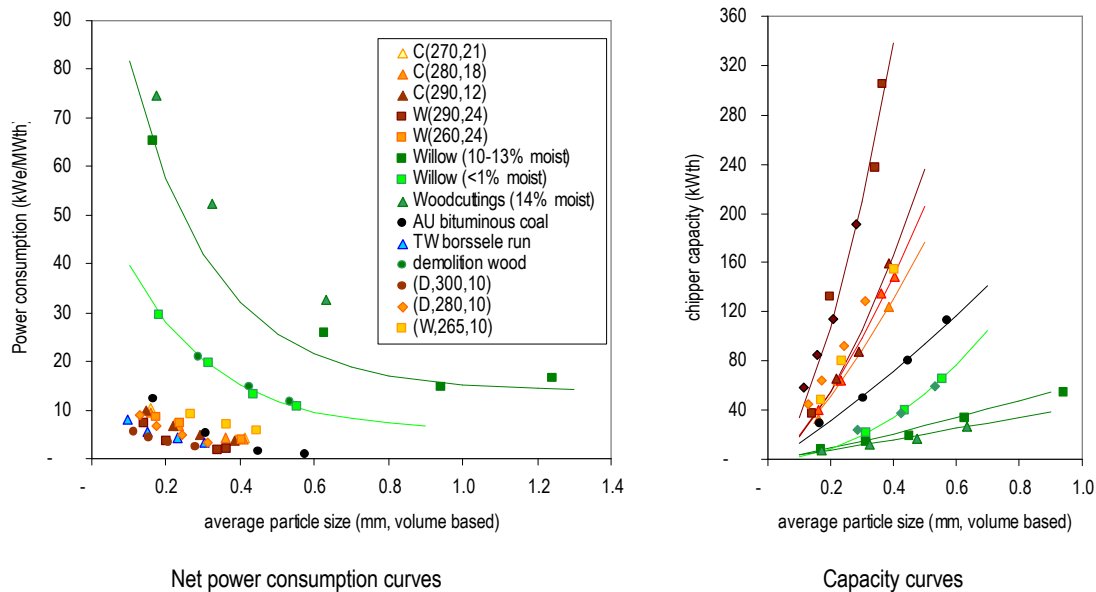 90
80
70
60
50
40
30
20
10
-
Power consumption (kWe/MWth)
C(270,21)
C(280,18)
C(290,12)
W(290,24)
W(260,24)
Willow (10-13% moist)
Willow (<1% moist)
Woodcuttings (14% moist)
AU bituminous coal
TW borssele run
demolition wood
(D,300,10)
(D,280,10)
(W,265,10)
- 0.2 0.4 0.6 0.8 1.0 1.2 1.4
average particle size (mm, volume based)
Net power consumption curves
360
320
280
240
200
160
120
80
40
-
chipper capacity (kWth)
- 0.2 0.4 0.6 0.8 1.0
average particle size (mm, volume based)
Capacity curves